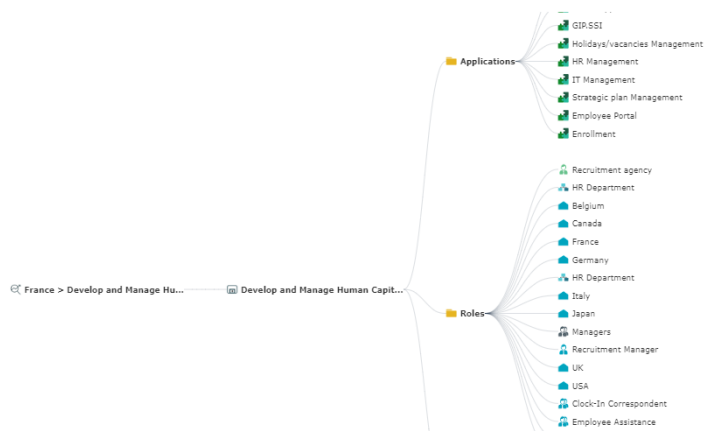 GIP.SSI
Holidays/vacancies Management
Applications
HR Management
IT Management
Strategic plan Management
Employee Portal
Enrollment
Recruitment agency
HR Department
Belgium
Canada
France
Germany
HR Department
France > Develop and Manage Hu...
Develop and Manage Human Capit...
Italy
Roles
Japan
Managers
Recruitment Manager
UK
USA
Clock-In Correspondent
Employee Assistance